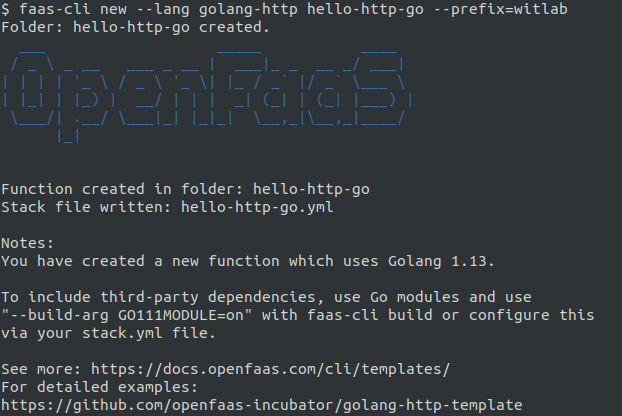 $ faas-cli new --lang golang-http hello-http-go --prefix=witlab
Folder: hello-http-go created.
OpenFaaS
Function created in folder: hello-http-go
Stack file written: hello-http-go.yml
Notes:
You have created a new function which uses Golang 1.13.
To include third-party dependencies, use Go modules and use
"--build-arg GO111MODULE=on" with faas-cli build or configure this
via your stack.yml file.
See more: https://docs.openfaas.com/cli/templates/
For detailed examples:
https://github.com/openfaas-incubator/golang-http-template